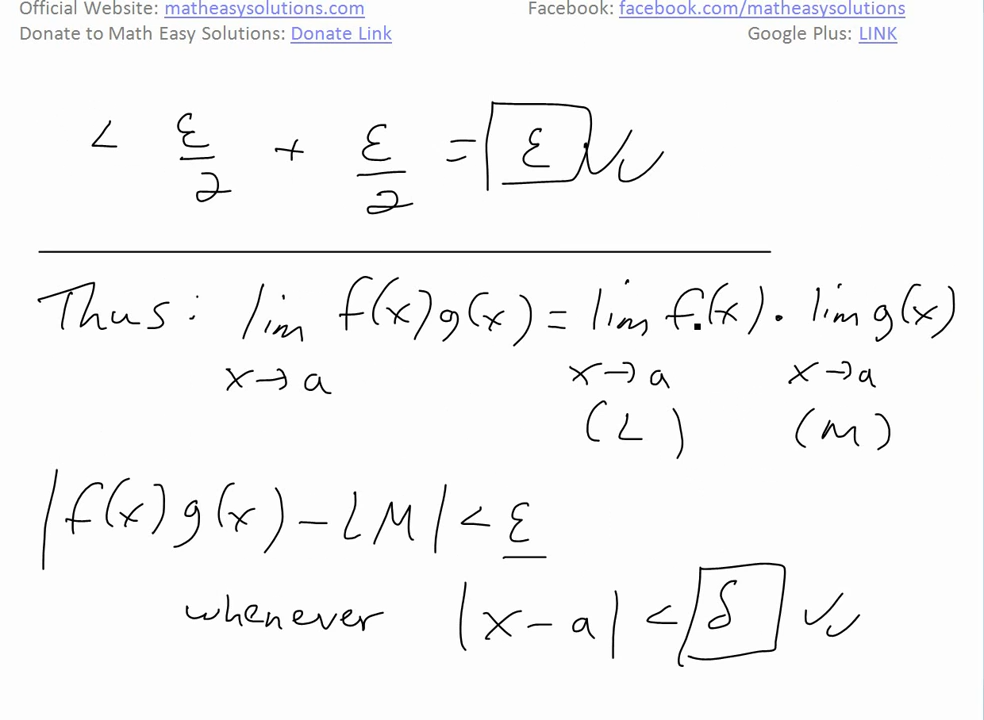 Official Website: matheasysolutions.com Facebook: facebook.com/matheasysolutions
Donate to Math Easy Solutions: Donate Link Google Plus: LINK
< ε/2 + ε/2 = ε ✓✓
Thus: lim f(x)g(x) = lim f(x) · lim g(x)
x→a x→a x→a
(L) (M)
|f(x)g(x) - LM| < ε
whenever |x - a| < δ ✓✓